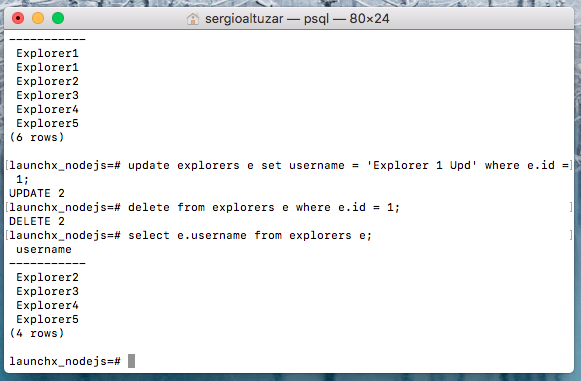 sergioaltuzar — psql — 80×24
-----------
Explorer1
Explorer1
Explorer2
Explorer3
Explorer4
Explorer5
(6 rows)
[launchx_nodejs=# update explorers e set username = 'Explorer 1 Upd' where e.id =]
1;
UPDATE 2
[launchx_nodejs=# delete from explorers e where e.id = 1; ]
DELETE 2
[launchx_nodejs=# select e.username from explorers e; ]
username
-----------
Explorer2
Explorer3
Explorer4
Explorer5
(4 rows)
launchx_nodejs=#